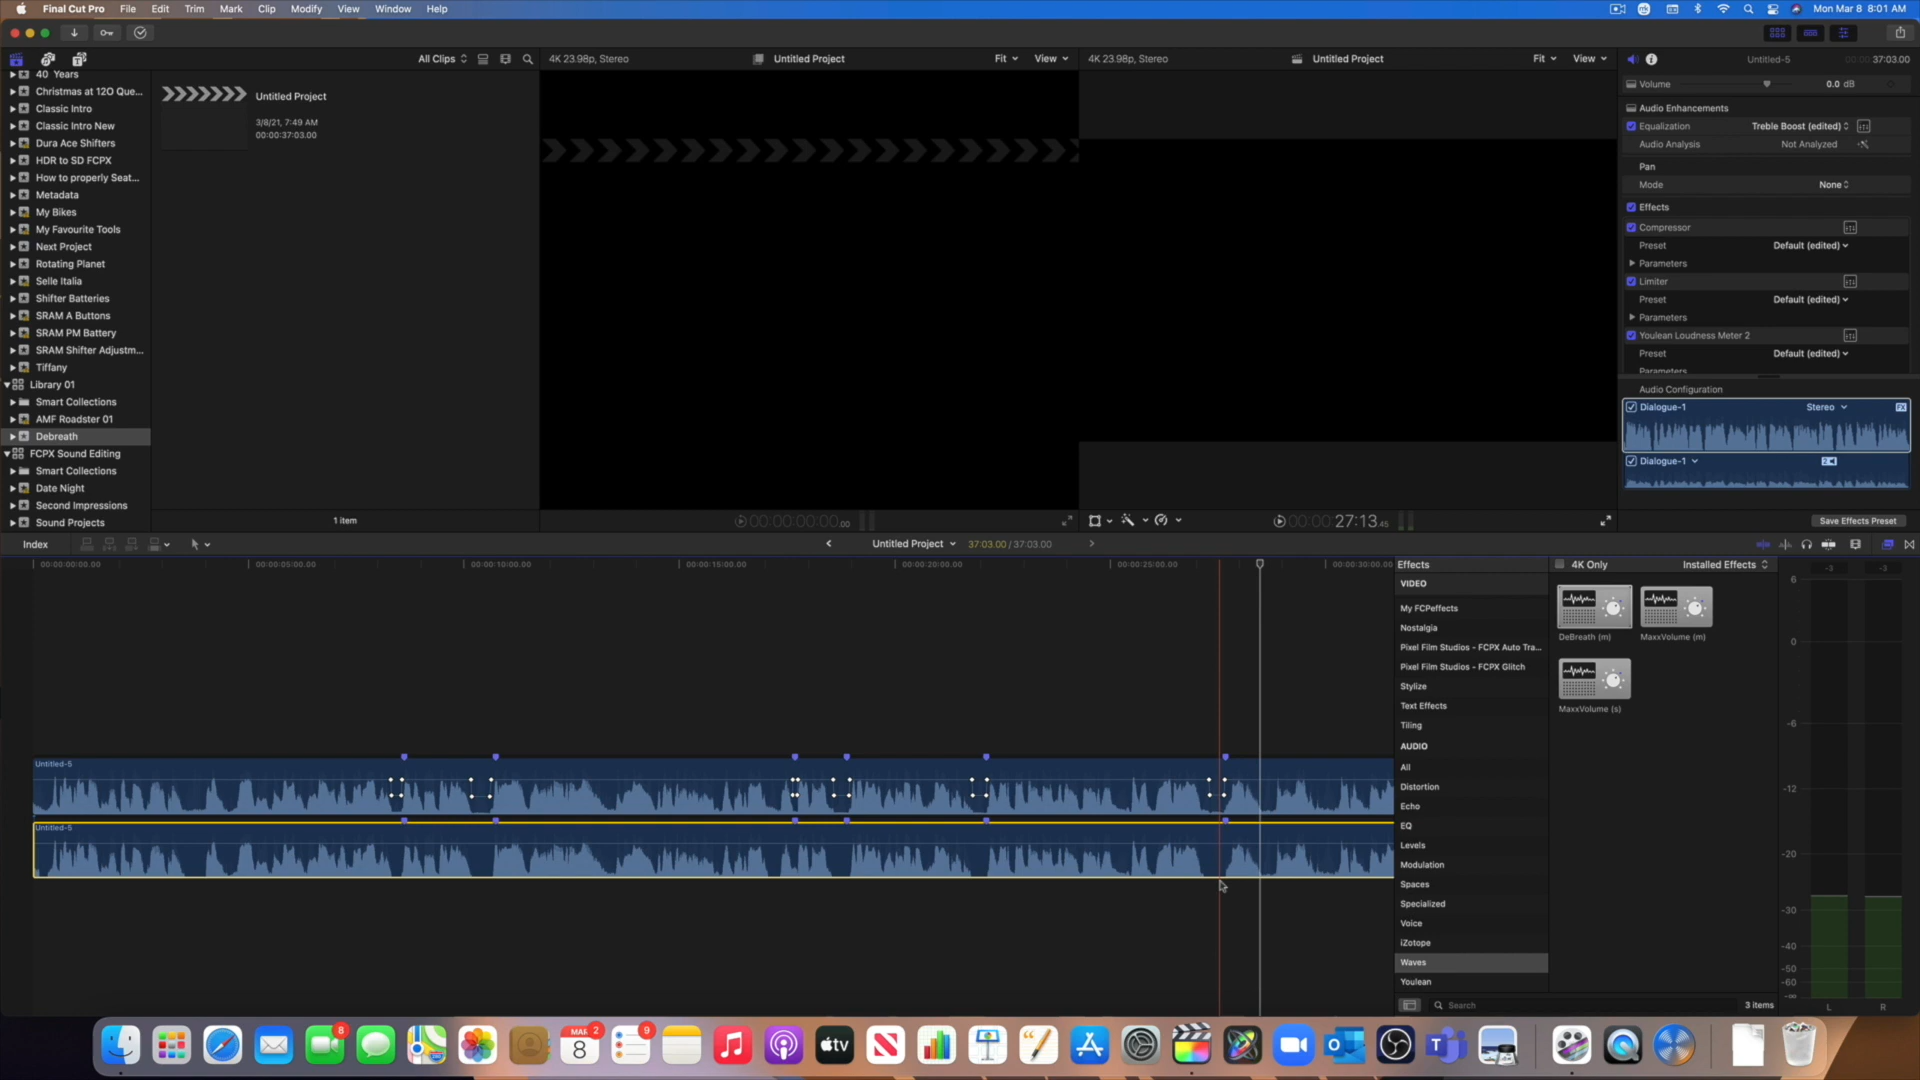 Final Cut Pro File Edit Trim Mark Clip Modify View Window Help
Mon Mar 8 8:01 AM
All Clips
4K 23.98p, Stereo
Untitled Project
Fit
View
4K 23.98p, Stereo
Untitled Project
Fit
View
Untitled-5
37:03.00
40 Years
Christmas at 12O Que...
Classic Intro
Classic Intro New
Dura Ace Shifters
HDR to SD FCPX
How to properly Seat...
Metadata
My Bikes
My Favourite Tools
Next Project
Rotating Planet
Selle Italia
Shifter Batteries
SRAM A Buttons
SRAM PM Battery
SRAM Shifter Adjustm...
Tiffany
Library 01
Smart Collections
AMF Roadster 01
Debreath
FCPX Sound Editing
Smart Collections
Date Night
Second Impressions
Sound Projects
Untitled Project
3/8/21, 7:49 AM
00:00:37:03.00
1 item
00:00:00:00.00
00:00:27:13.45
Volume
0.0 dB
Audio Enhancements
Equalization
Treble Boost (edited)
Audio Analysis
Not Analyzed
Pan
Mode
None
Effects
Compressor
Preset
Default (edited)
Parameters
Limiter
Preset
Default (edited)
Parameters
Youlean Loudness Meter 2
Preset
Default (edited)
Parameters
Audio Configuration
Dialogue-1
Stereo
FX
Dialogue-1
Save Effects Preset
Index
Untitled Project
37:03.00 / 37:03.00
00:00:00:00.00
00:00:05:00.00
00:00:10:00.00
00:00:15:00.00
00:00:20:00.00
00:00:25:00.00
00:00:30:00.00
Untitled-5
Untitled-5
Effects
VIDEO
My FCPeffects
Nostalgia
Pixel Film Studios - FCPX Auto Tra...
Pixel Film Studios - FCPX Glitch
Stylize
Text Effects
Tiling
AUDIO
All
Distortion
Echo
EQ
Levels
Modulation
Spaces
Specialized
Voice
iZotope
Waves
Youlean
4K Only
Installed Effects
DeBreath (m)
MaxxVolume (m)
MaxxVolume (s)
Search
3 items
-3
-3
6
0
-6
-12
-20
-30
-40
-50
-60
-∞
L
R
8
MAR
2
8
9
tv